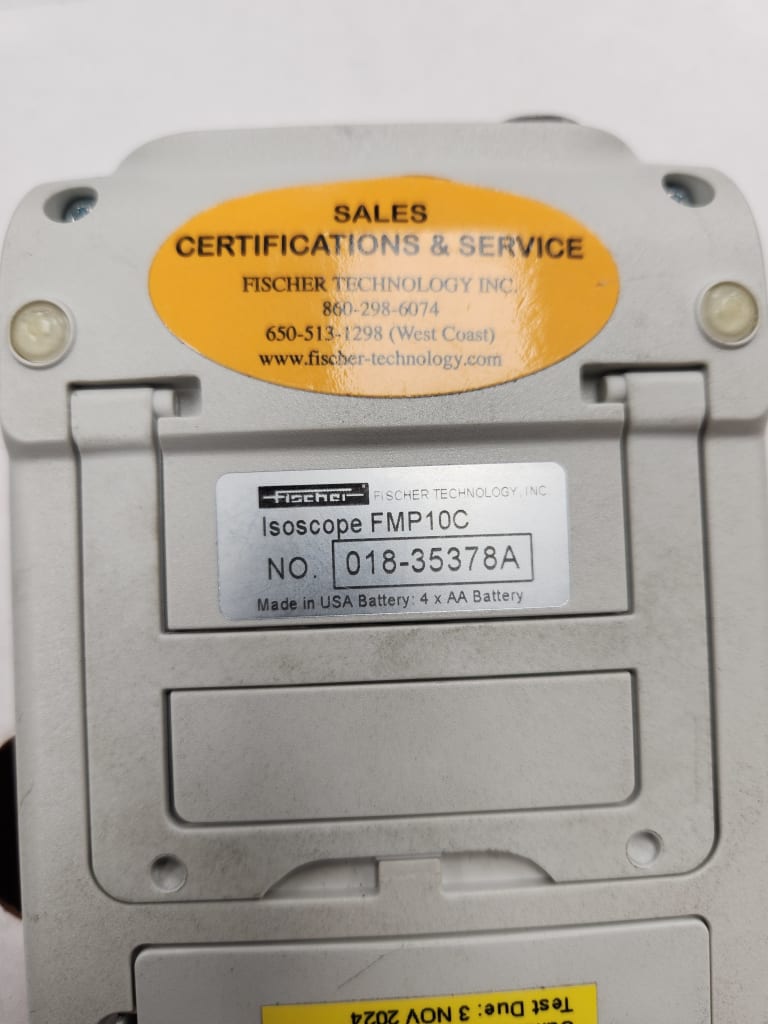 SALES
CERTIFICATIONS & SERVICE
FISCHER TECHNOLOGY INC.
860-298-6074
650-513-1298 (West Coast)
www.fischer-technology.com
Fischer FISCHER TECHNOLOGY, INC.
Isoscope FMP10C
NO. 018-35378A
Made in USA Battery: 4 x AA Battery
Test Due: 3 NOV 2024